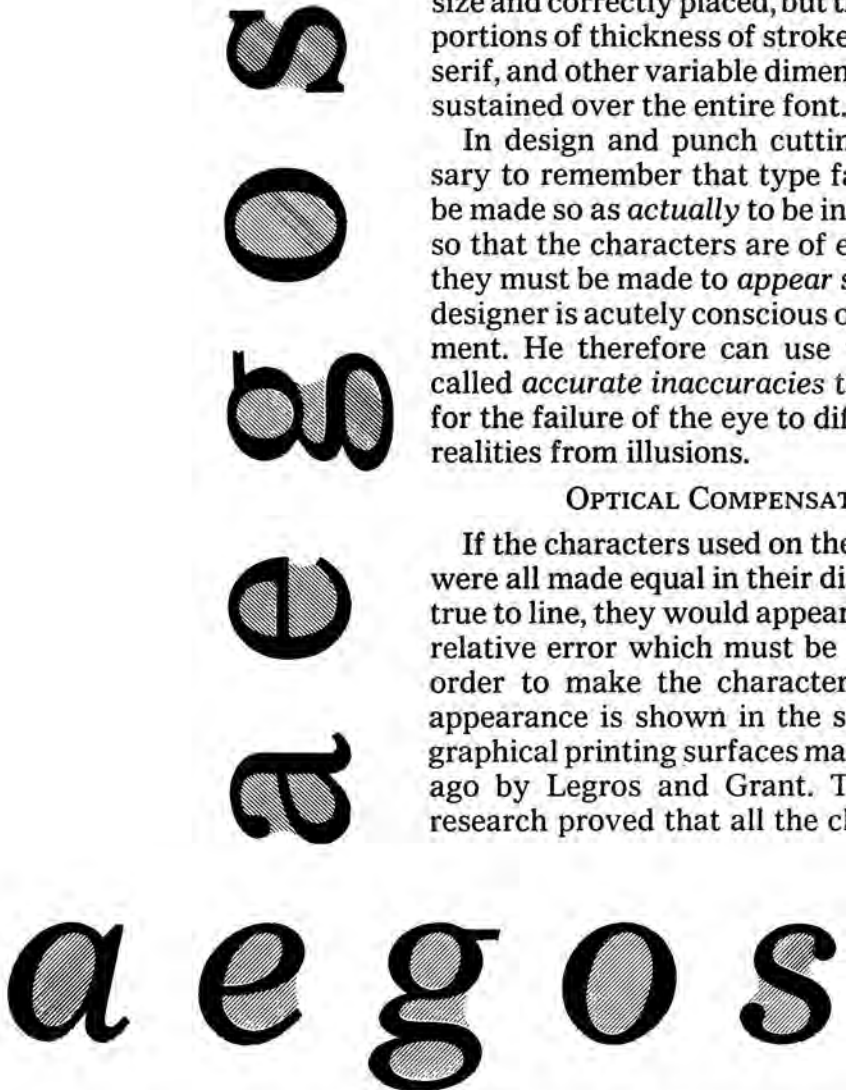 size and correctly placed, but t
portions of thickness of stroke
serif, and other variable dimen
sustained over the entire font.
In design and punch cuttin
sary to remember that type fa
be made so as actually to be in
so that the characters are of e
they must be made to appear s
designer is acutely conscious o
ment. He therefore can use
called accurate inaccuracies t
for the failure of the eye to dif
realities from illusions.
OPTICAL COMPENSAT
If the characters used on the
were all made equal in their di
true to line, they would appear
relative error which must be
order to make the character
appearance is shown in the s
graphical printing surfaces ma
ago by Legros and Grant. T
research proved that all the cl
a e g o s
a e g o s